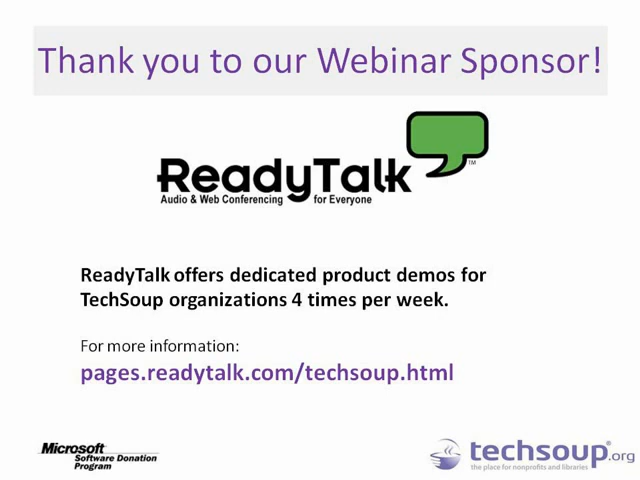 Thank you to our Webinar Sponsor!
ReadyTalk TM
Audio & Web Conferencing for Everyone
ReadyTalk offers dedicated product demos for
TechSoup organizations 4 times per week.
For more information:
pages.readytalk.com/techsoup.html
Microsoft
Software Donation
Program
techsoup.org
the place for nonprofits and libraries